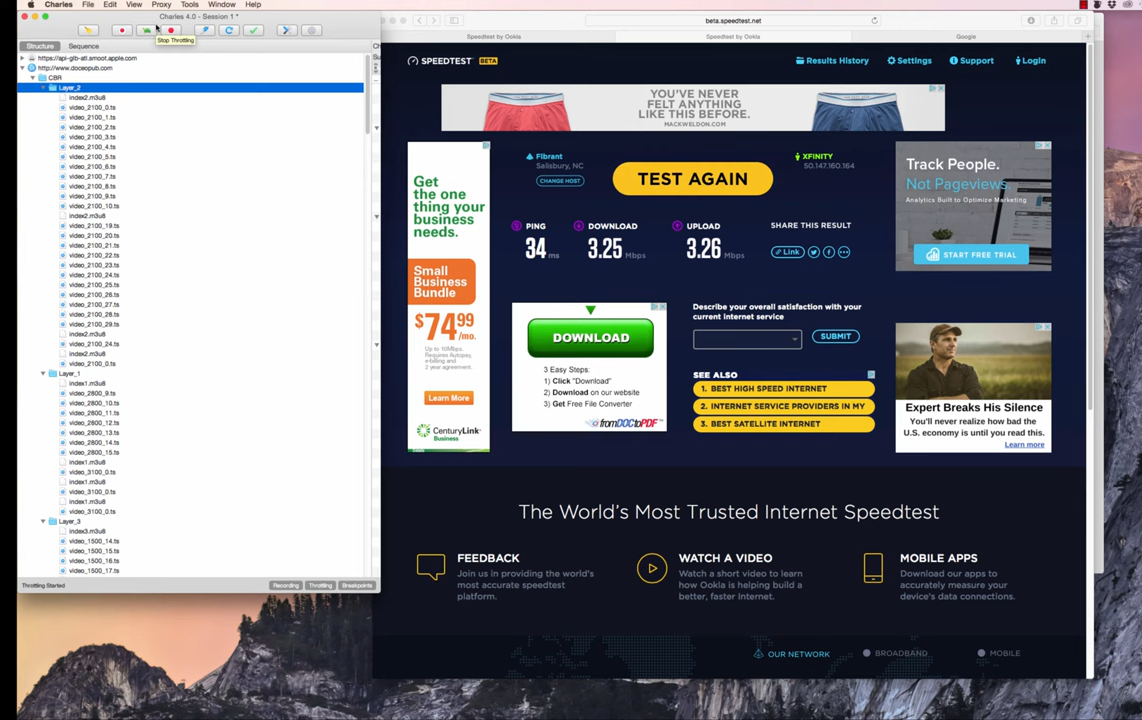 Charles File Edit View Proxy Tools Window Help
Charles 4.0 - Session 1 *
Stop Throttling
Structure Sequence
https://api-glb-atl.smoot.apple.com
http://www.doceopub.com
CBR
Layer_2
index2.m3u8
video_2100_0.ts
video_2100_1.ts
video_2100_2.ts
video_2100_3.ts
video_2100_4.ts
video_2100_5.ts
video_2100_6.ts
video_2100_7.ts
video_2100_8.ts
video_2100_9.ts
video_2100_10.ts
index2.m3u8
video_2100_19.ts
video_2100_20.ts
video_2100_21.ts
video_2100_22.ts
video_2100_23.ts
video_2100_24.ts
video_2100_25.ts
video_2100_26.ts
video_2100_27.ts
video_2100_28.ts
video_2100_29.ts
index2.m3u8
video_2100_24.ts
index2.m3u8
video_2100_0.ts
Layer_1
index1.m3u8
video_2800_9.ts
video_2800_10.ts
video_2800_11.ts
video_2800_12.ts
video_2800_13.ts
video_2800_14.ts
video_2800_15.ts
index1.m3u8
video_3100_0.ts
index1.m3u8
video_3100_0.ts
index1.m3u8
video_3100_0.ts
Layer_3
index3.m3u8
video_1500_14.ts
video_1500_15.ts
video_1500_16.ts
video_1500_17.ts
Throttling Started
Recording Throttling Breakpoints
beta.speedtest.net
Speedtest by Ookla Speedtest by Ookla Google
SPEEDTEST BETA
Results History Settings Support Login
YOU'VE NEVER
FELT ANYTHING
LIKE THIS BEFORE.
MACKWELDON.COM
Get
the one
thing your
business
needs.
Small
Business
Bundle
$74.99
/mo.
Up to 10Mbps.
Requires Autopay,
e-billing and
2 year agreement.
Learn More
CenturyLink
Business
Fibrant
Salisbury, NC
CHANGE HOST
TEST AGAIN
XFINITY
50.147.160.164
PING DOWNLOAD UPLOAD
34 ms 3.25 Mbps 3.26 Mbps
SHARE THIS RESULT
Link
DOWNLOAD
3 Easy Steps:
1) Click "Download"
2) Download on our website
3) Get Free File Converter
fromDOCtoPDF
Describe your overall satisfaction with your
current internet service
SUBMIT
SEE ALSO
1. BEST HIGH SPEED INTERNET
2. INTERNET SERVICE PROVIDERS IN MY
3. BEST SATELLITE INTERNET
Track People.
Not Pageviews.
Analytics Built to Optimize Marketing
START FREE TRIAL
Expert Breaks His Silence
You'll never realize how bad the
U.S. economy is until you read this.
Learn more
The World's Most Trusted Internet Speedtest
FEEDBACK
Join us in providing the world's
most accurate speedtest
platform.
WATCH A VIDEO
Watch a short video to learn
how Ookla is helping build a
better, faster Internet.
MOBILE APPS
Download our apps to
accurately measure your
device's data connections.
OUR NETWORK BROADBAND MOBILE